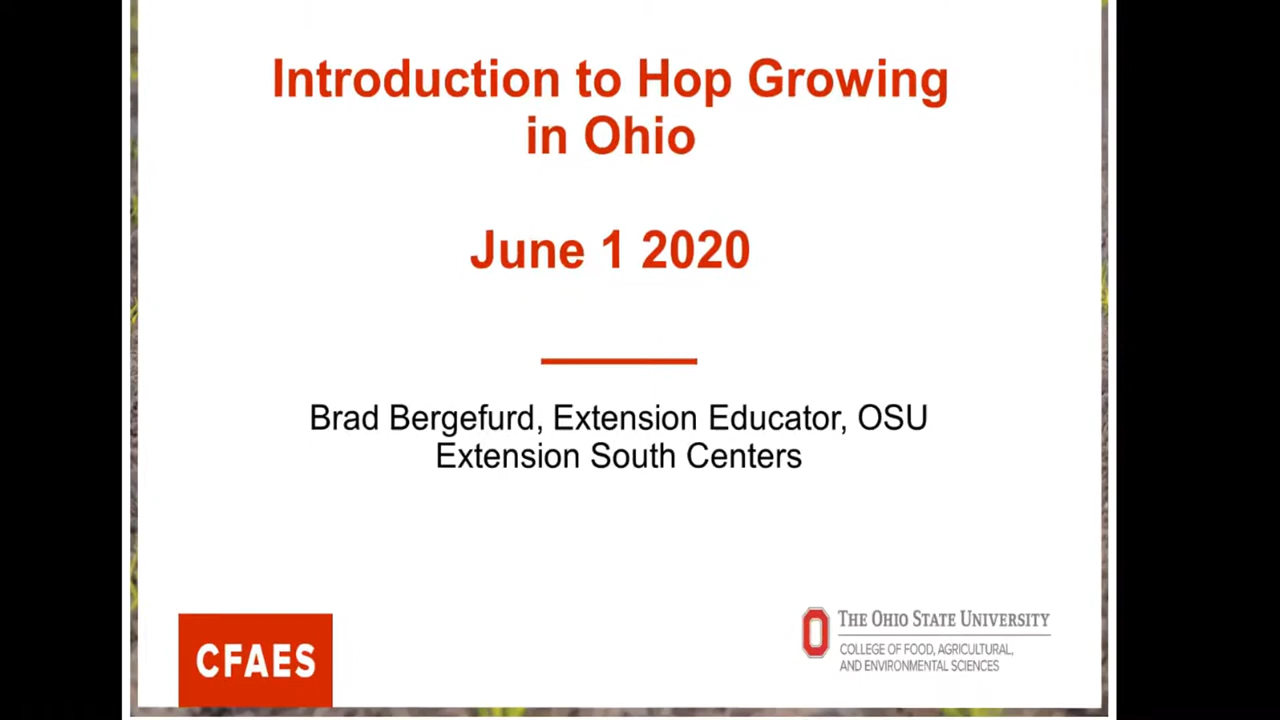 Introduction to Hop Growing
in Ohio
June 1 2020
Brad Bergefurd, Extension Educator, OSU
Extension South Centers
CFAES
THE OHIO STATE UNIVERSITY
COLLEGE OF FOOD, AGRICULTURAL,
AND ENVIRONMENTAL SCIENCES